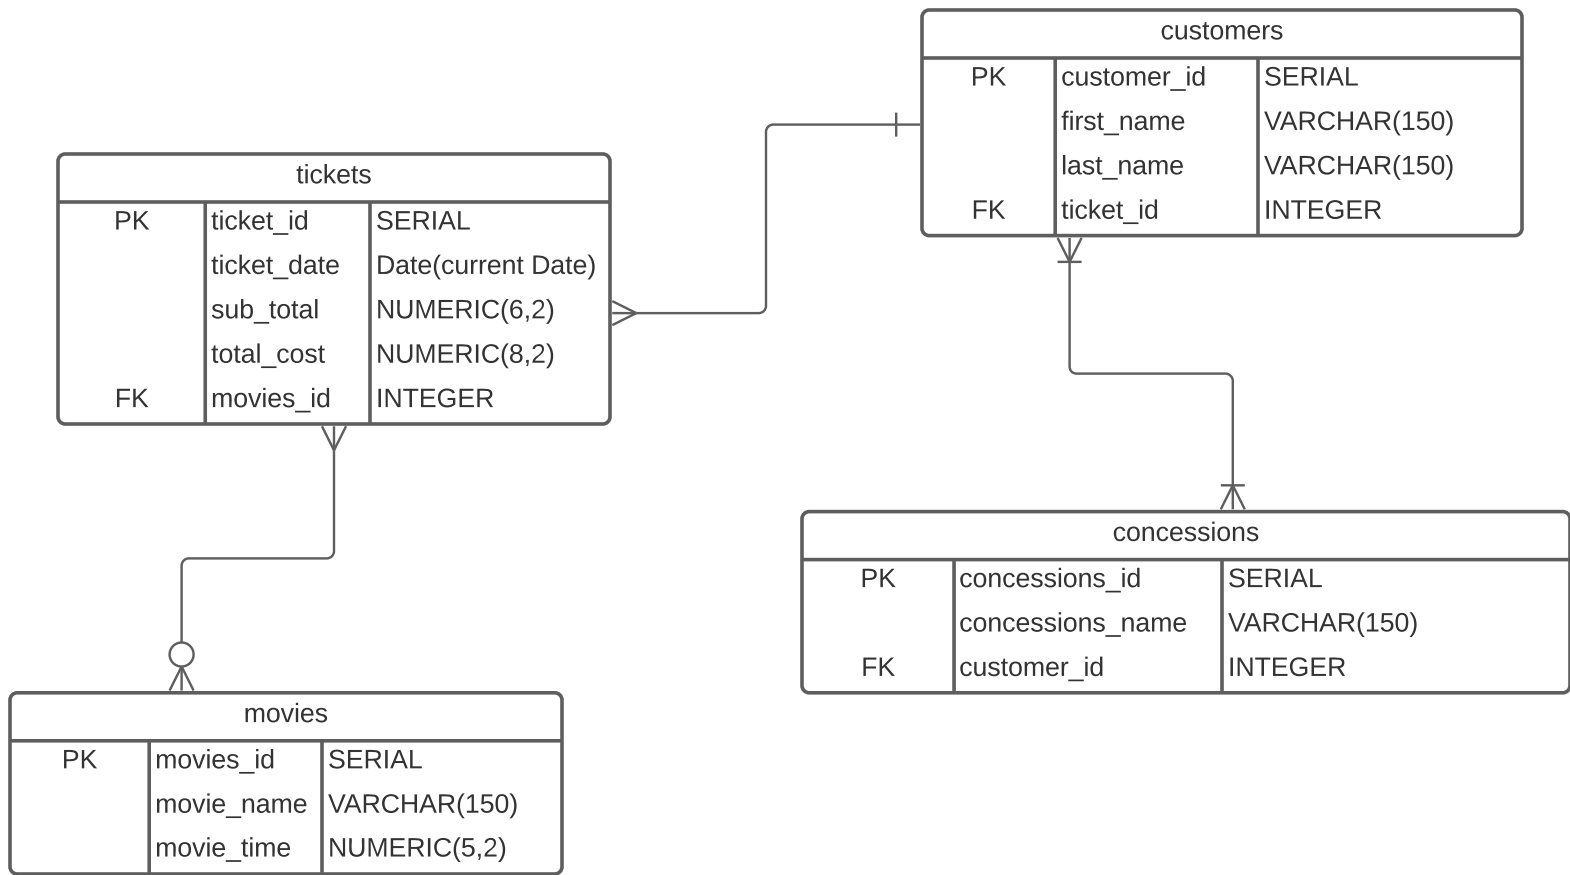 customers
PK customer_id SERIAL
first_name VARCHAR(150)
last_name VARCHAR(150)
FK ticket_id INTEGER
tickets
PK ticket_id SERIAL
ticket_date Date(current Date)
sub_total NUMERIC(6,2)
total_cost NUMERIC(8,2)
FK movies_id INTEGER
concessions
PK concessions_id SERIAL
concessions_name VARCHAR(150)
FK customer_id INTEGER
movies
PK movies_id SERIAL
movie_name VARCHAR(150)
movie_time NUMERIC(5,2)